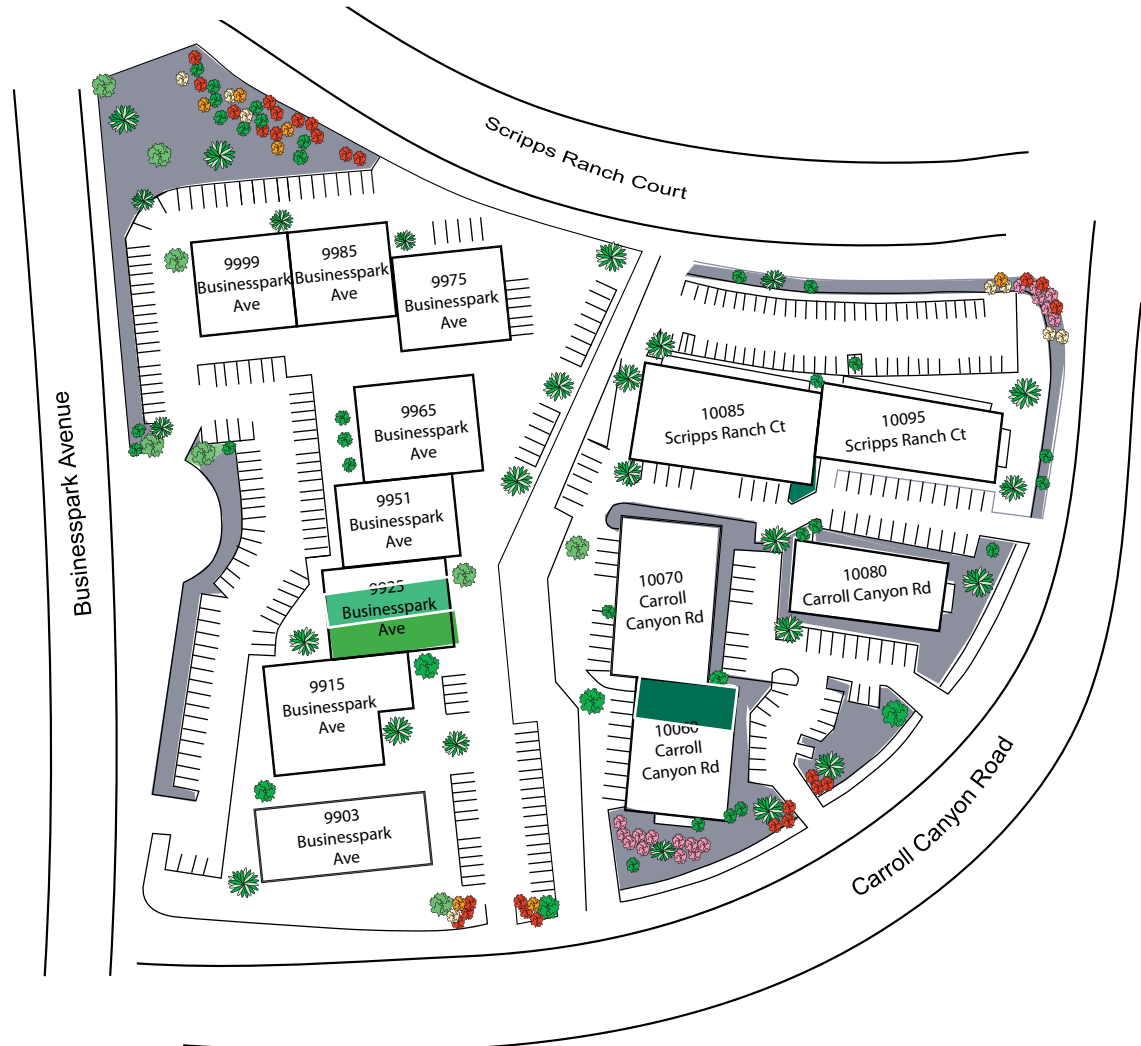 Scripps Ranch Court
9999
Businesspark
Ave
9985
Businesspark
Ave
9975
Businesspark
Ave
Businesspark Avenue
9965
Businesspark
Ave
10085
Scripps Ranch Ct
10095
Scripps Ranch Ct
9951
Businesspark
Ave
9925
Businesspark
Ave
10070
Carroll
Canyon Rd
10080
Carroll Canyon Rd
9915
Businesspark
Ave
10060
Carroll
Canyon Rd
9903
Businesspark
Ave
Carroll Canyon Road